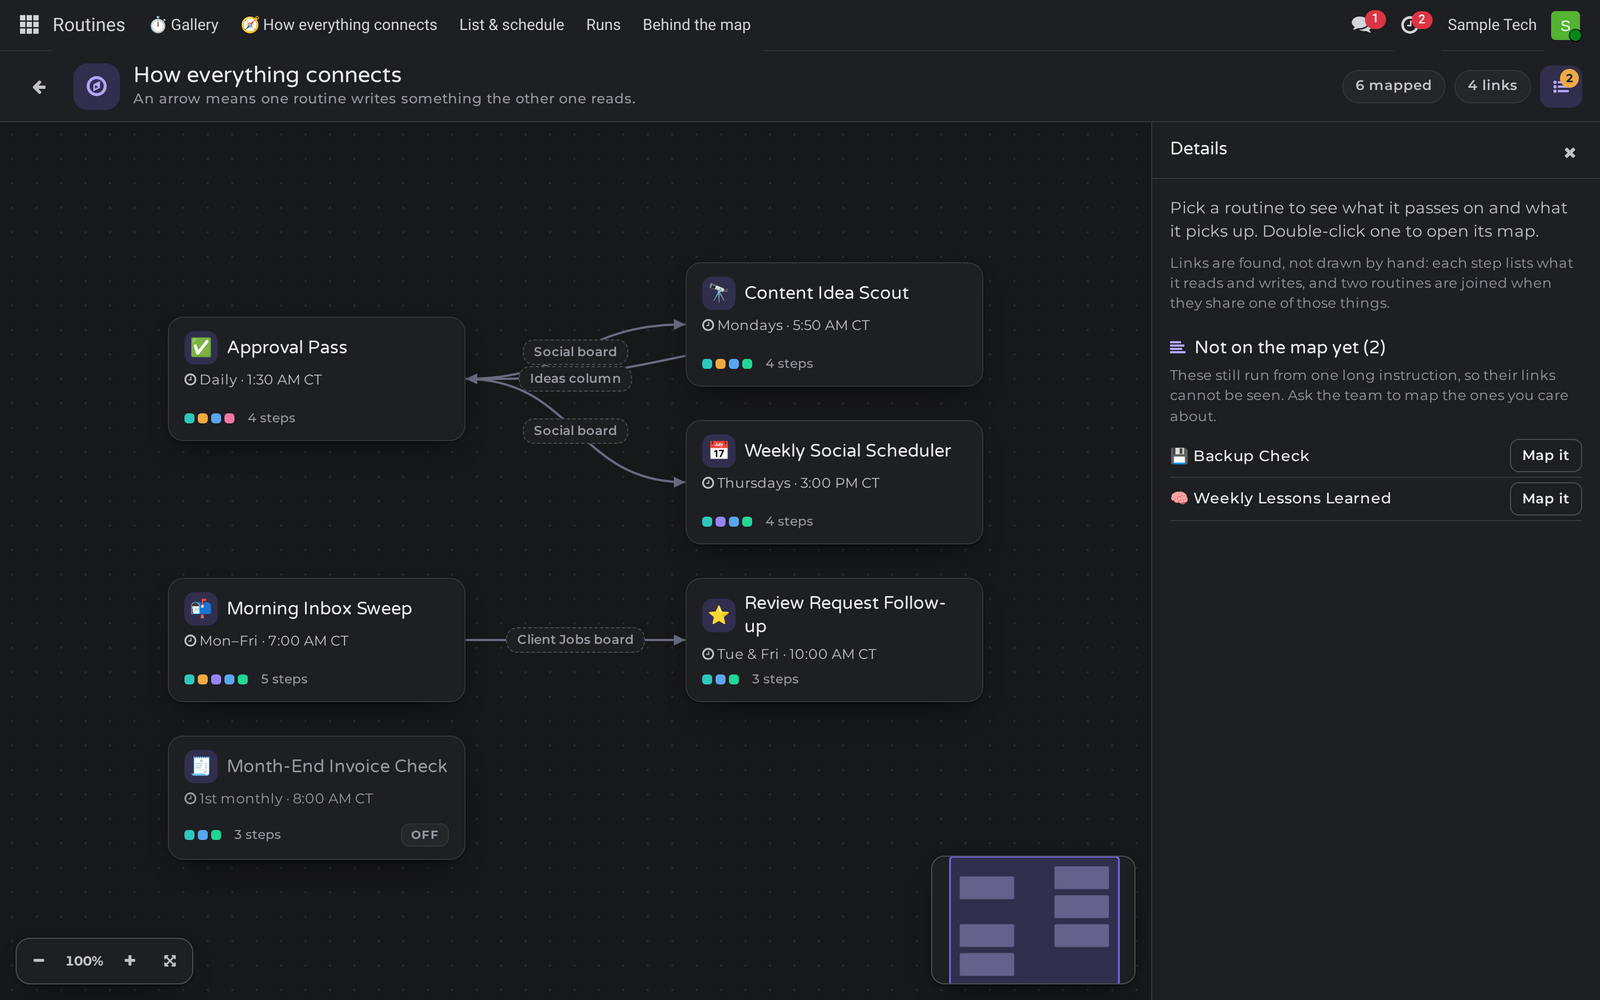 Routines
Gallery
How everything connects
List & schedule
Runs
Behind the map
1
2
Sample Tech
S
How everything connects
An arrow means one routine writes something the other one reads.
6 mapped
4 links
2
Content Idea Scout
Mondays · 5:50 AM CT
4 steps
Approval Pass
Daily · 1:30 AM CT
4 steps
Social board
Ideas column
Social board
Weekly Social Scheduler
Thursdays · 3:00 PM CT
4 steps
Morning Inbox Sweep
Mon–Fri · 7:00 AM CT
5 steps
Client Jobs board
Review Request Follow-
up
Tue & Fri · 10:00 AM CT
3 steps
Month-End Invoice Check
1st monthly · 8:00 AM CT
3 steps
OFF
100%
Details
Pick a routine to see what it passes on and what
it picks up. Double-click one to open its map.
Links are found, not drawn by hand: each step lists what
it reads and writes, and two routines are joined when
they share one of those things.
Not on the map yet (2)
These still run from one long instruction, so their links
cannot be seen. Ask the team to map the ones you care
about.
Backup Check
Map it
Weekly Lessons Learned
Map it